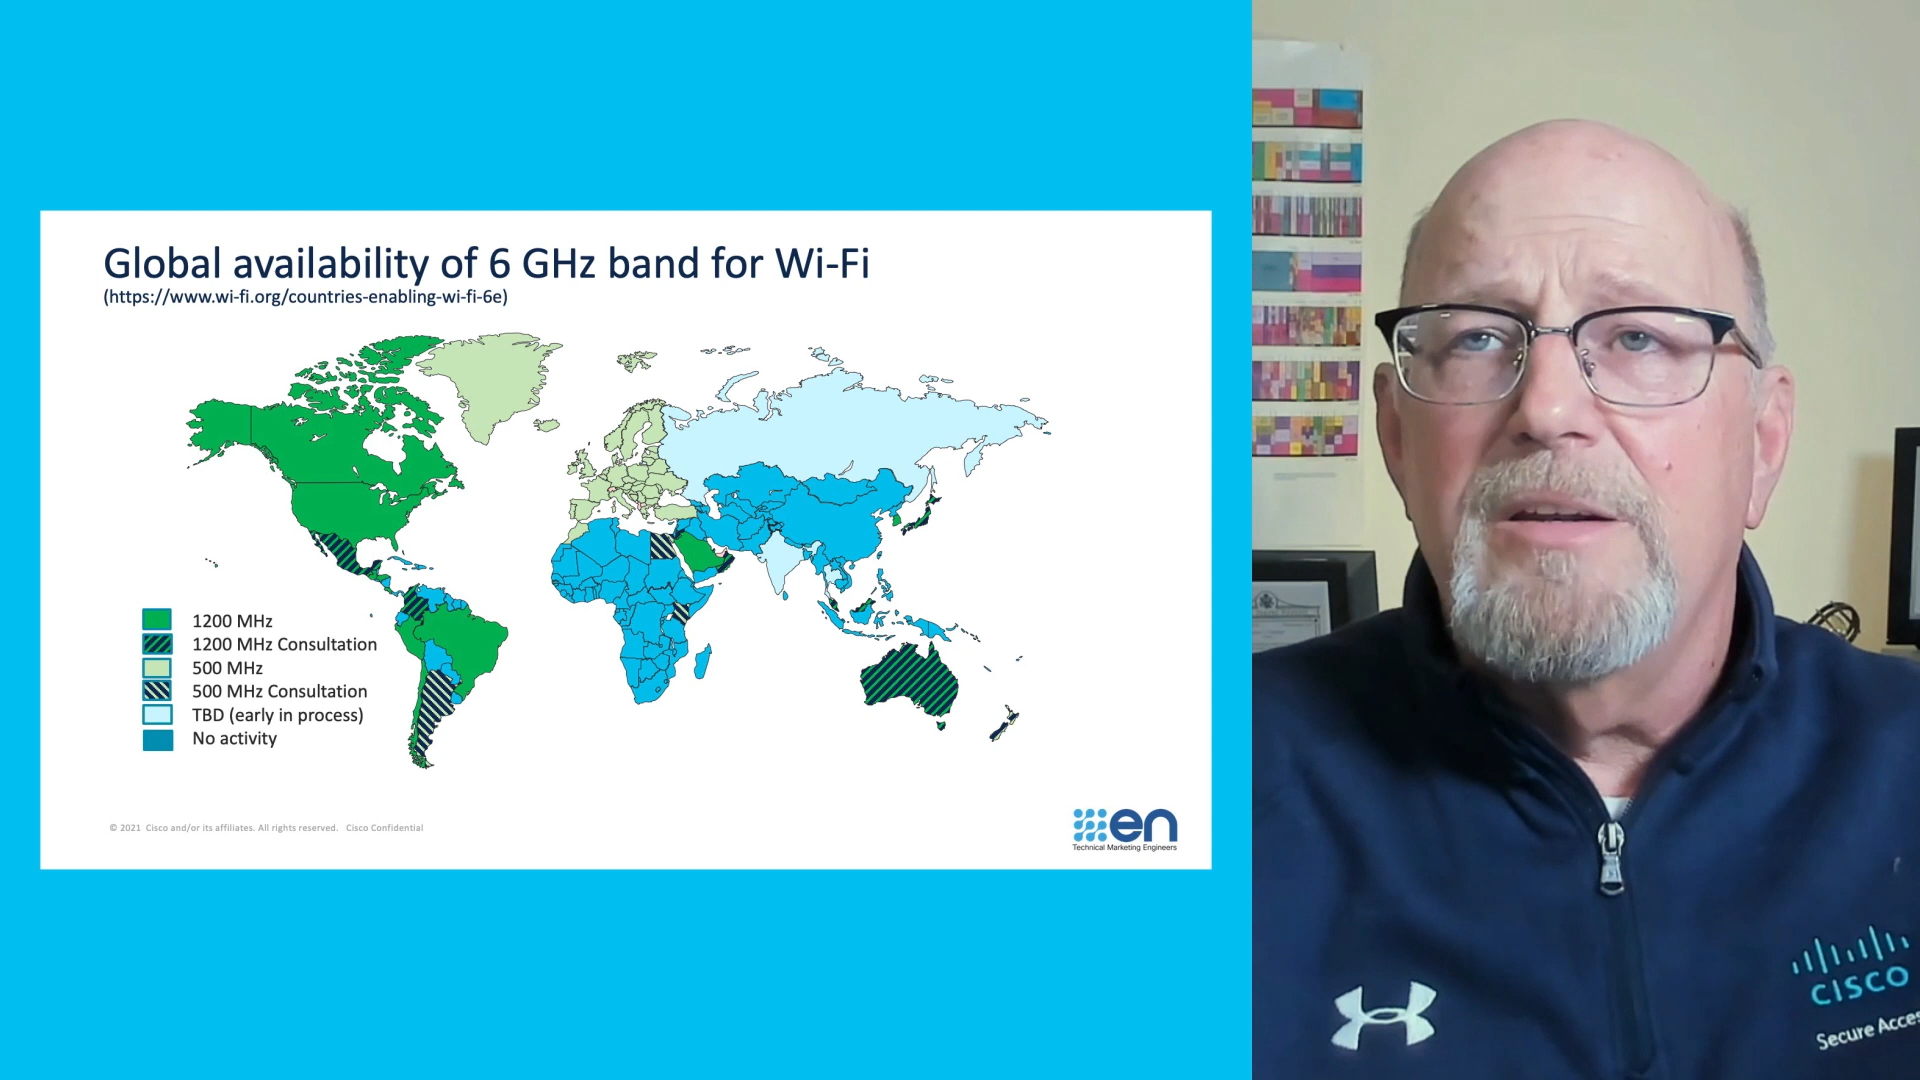 Global availability of 6 GHz band for Wi-Fi
(https://www.wi-fi.org/countries-enabling-wi-fi-6e)
1200 MHz
1200 MHz Consultation
500 MHz
500 MHz Consultation
TBD (early in process)
No activity
© 2021 Cisco and/or its affiliates. All rights reserved. Cisco Confidential
en
Technical Marketing Engineers
CISCO
Secure